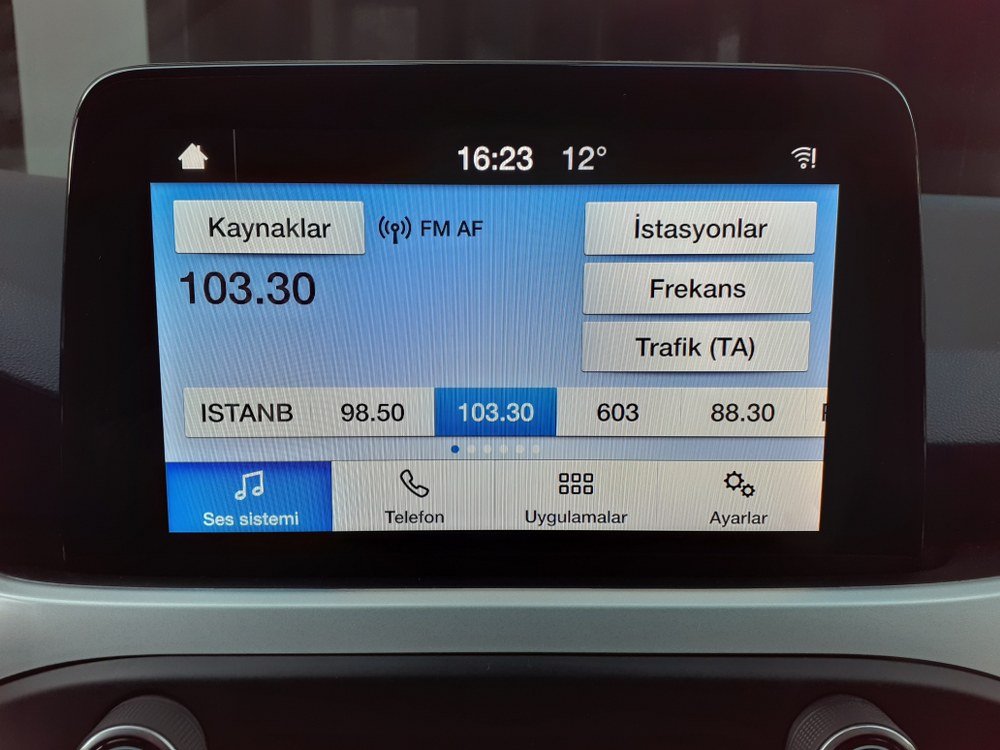 16:23 12°
Kaynaklar FM AF İstasyonlar
103.30 Frekans
Trafik (TA)
ISTANB 98.50 103.30 603 88.30
Ses sistemi Telefon Uygulamalar Ayarlar